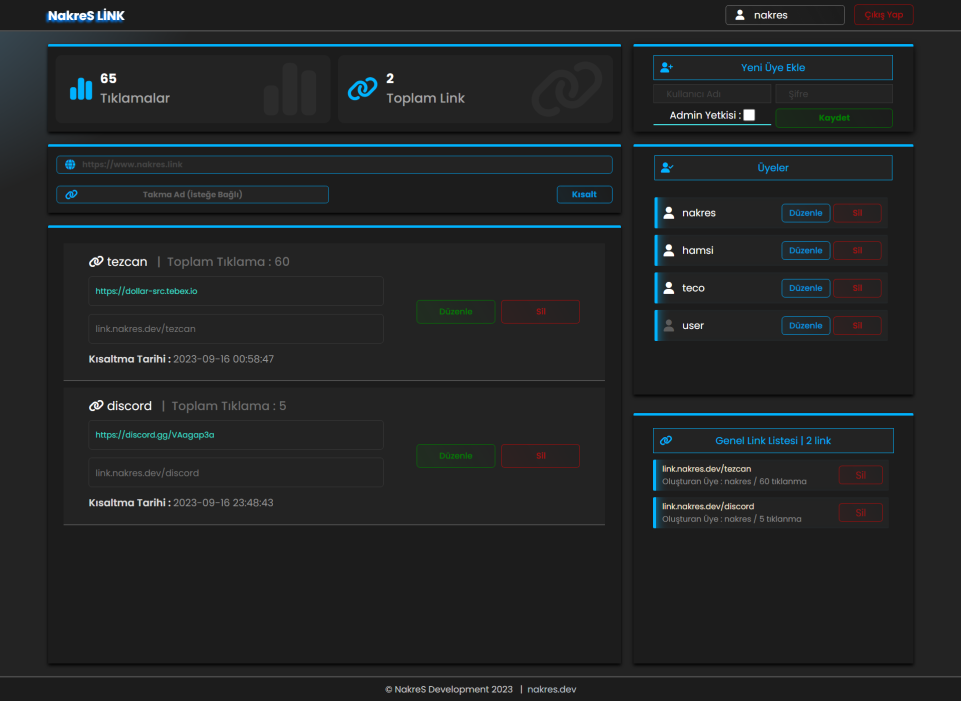 NakreS LİNK
nakres
Çıkış Yap
65
Tıklamalar
2
Toplam Link
https://www.nakres.link
Takma Ad (İsteğe Bağlı)
Kısalt
tezcan | Toplam Tıklama : 60
https://dollar-src.tebex.io
link.nakres.dev/tezcan
Düzenle
Sil
Kısaltma Tarihi : 2023-09-16 00:58:47
discord | Toplam Tıklama : 5
https://discord.gg/VAagap3a
link.nakres.dev/discord
Düzenle
Sil
Kısaltma Tarihi : 2023-09-16 23:48:43
Yeni Üye Ekle
Kullanıcı Adı
Şifre
Admin Yetkisi :
Kaydet
Üyeler
nakres
Düzenle
Sil
hamsi
Düzenle
Sil
teco
Düzenle
Sil
user
Düzenle
Sil
Genel Link Listesi | 2 link
link.nakres.dev/tezcan
Oluşturan Üye : nakres / 60 tıklanma
Sil
link.nakres.dev/discord
Oluşturan Üye : nakres / 5 tıklanma
Sil
© NakreS Development 2023 | nakres.dev